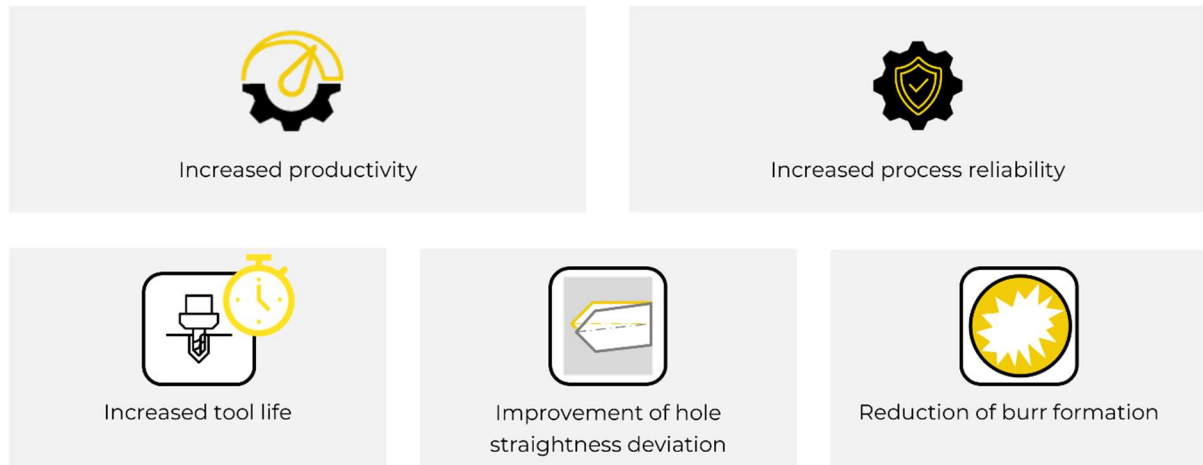 Increased productivity
Increased process reliability
Increased tool life
Improvement of hole
straightness deviation
Reduction of burr formation